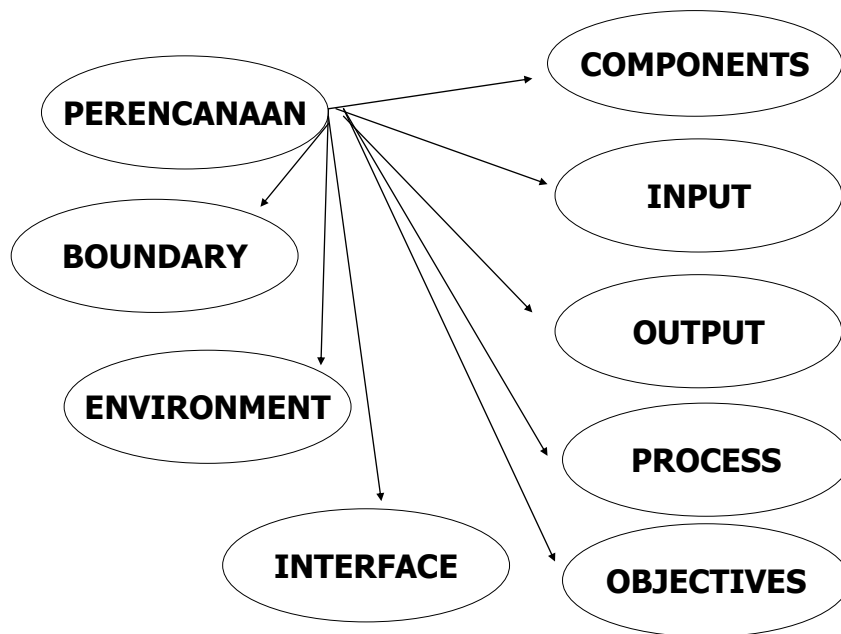 COMPONENTS
PERENCANAAN
INPUT
BOUNDARY
OUTPUT
ENVIRONMENT
PROCESS
INTERFACE
OBJECTIVES